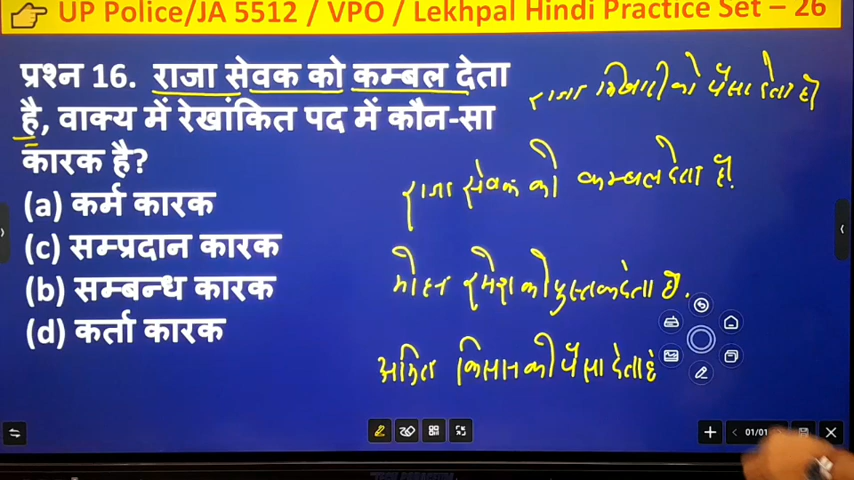 UP Police/JA 5512 / VPO / Lekhpal Hindi Practice Set – 26
प्रश्न 16. राजा सेवक को कम्बल देता
है, वाक्य में रेखांकित पद में कौन-सा
कारक है?
(a) कर्म कारक
(c) सम्प्रदान कारक
(b) सम्बन्ध कारक
(d) कर्ता कारक
राजा भिखारी को पैसा देता है
राजा सेवक को कम्बल देता है।
मोहन रमेश को पुस्तक देता है.
अमित किसान को पैसा देता है
01/01